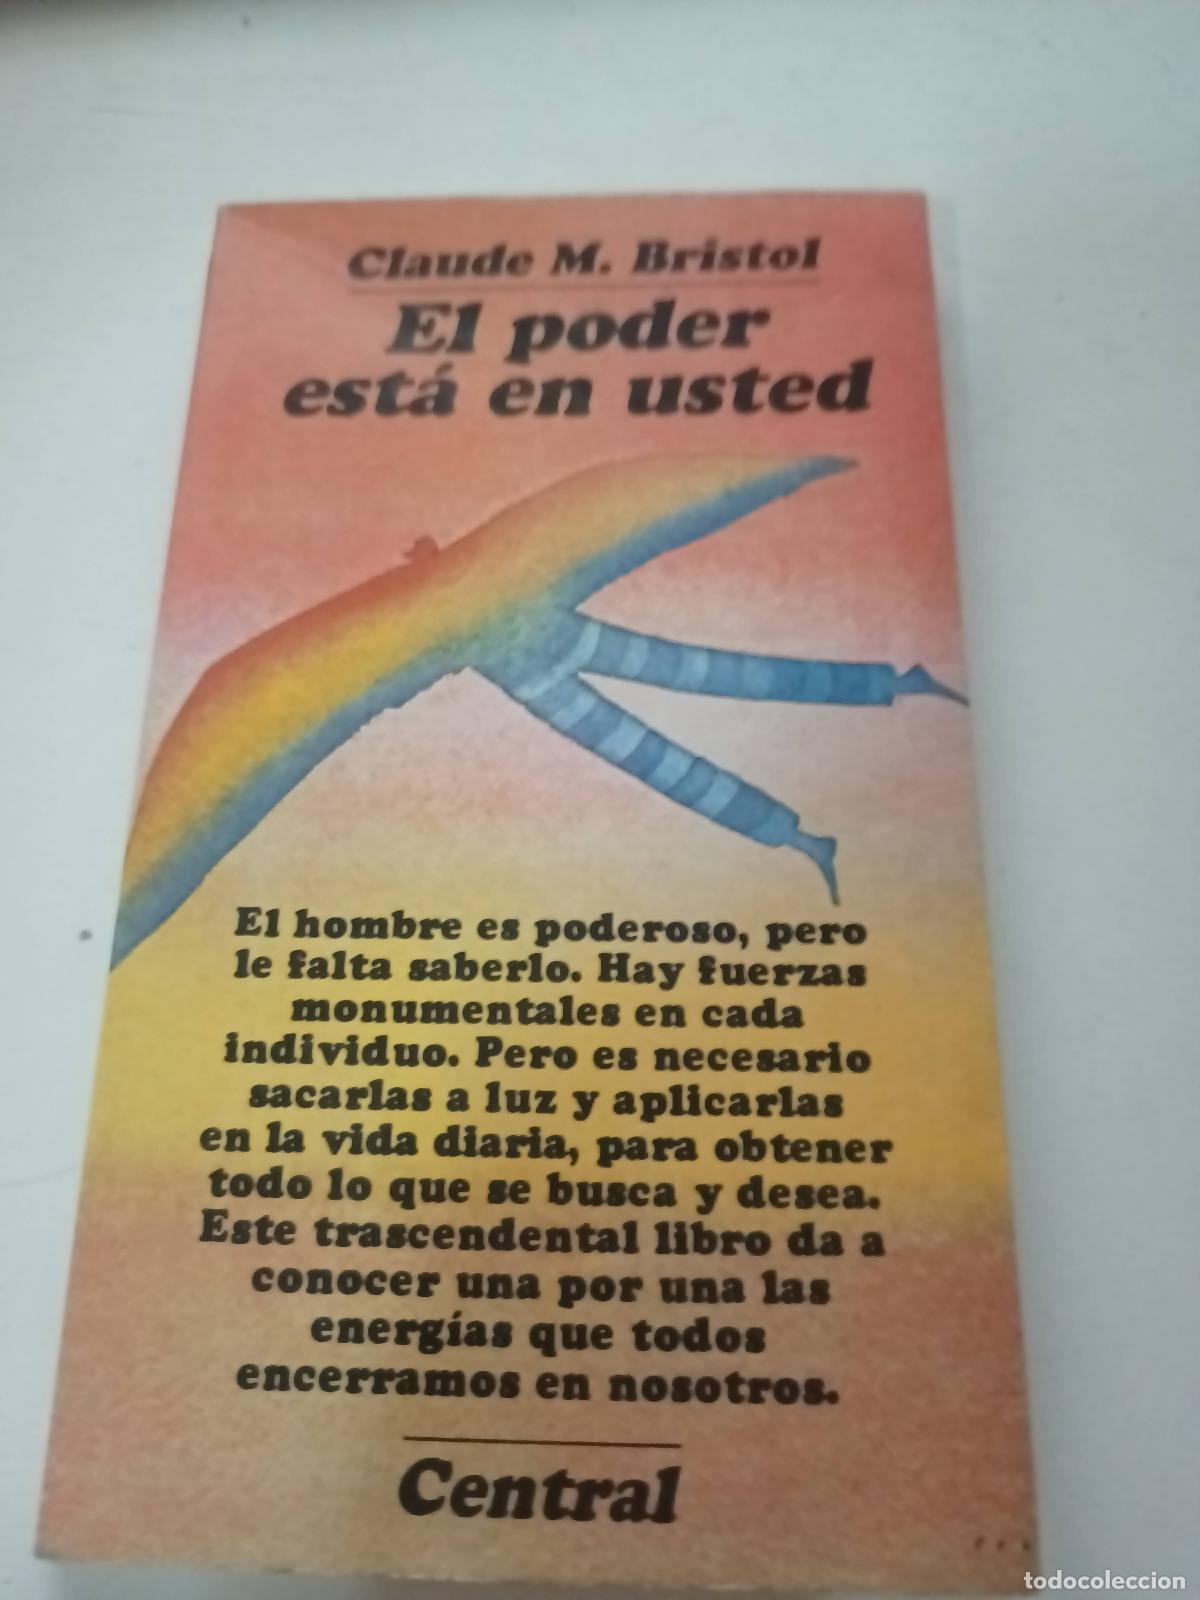 Claude M. Bristol
El poder
está en usted
El hombre es poderoso, pero
le falta saberlo. Hay fuerzas
monumentales en cada
individuo. Pero es necesario
sacarlas a luz y aplicarlas
en la vida diaria, para obtener
todo lo que se busca y desea.
Este trascendental libro da a
conocer una por una las
energías que todos
encerramos en nosotros.
Central
todocoleccion